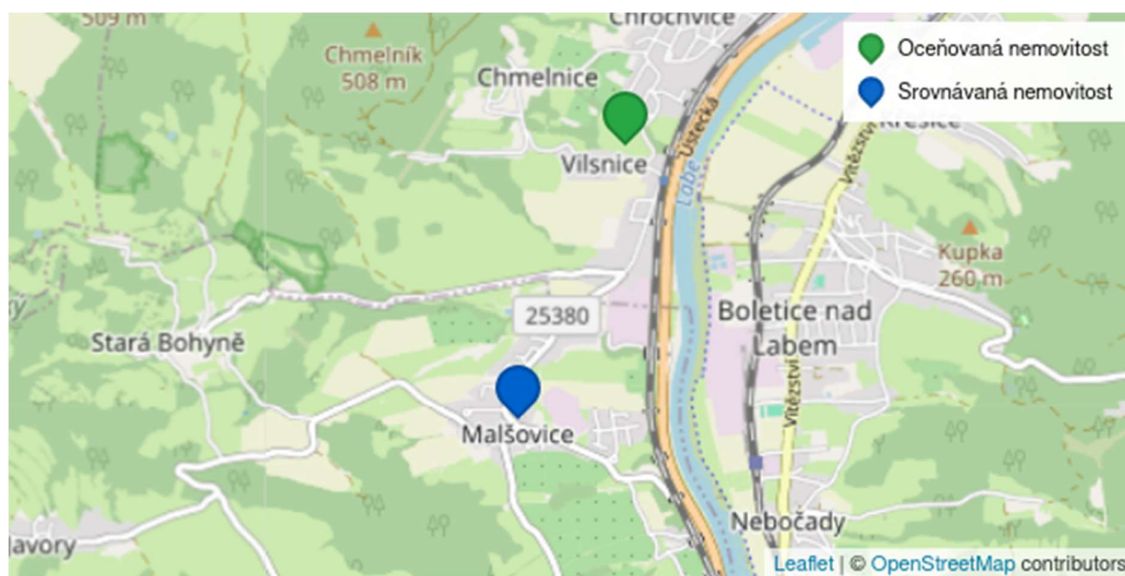 509 m
Chrochvice
Chmelník
508 m
Chmelnice
Oceňovaná nemovitost
Srovnávaná nemovitost
Křešice
Ústecká
Vítězství
Vilsnice
Labe
Kupka
260 m
25380
Boletice nad
Labem
Stará Bohyně
Vítězství
Malšovice
Nebočady
Javory
Leaflet | © OpenStreetMap contributors